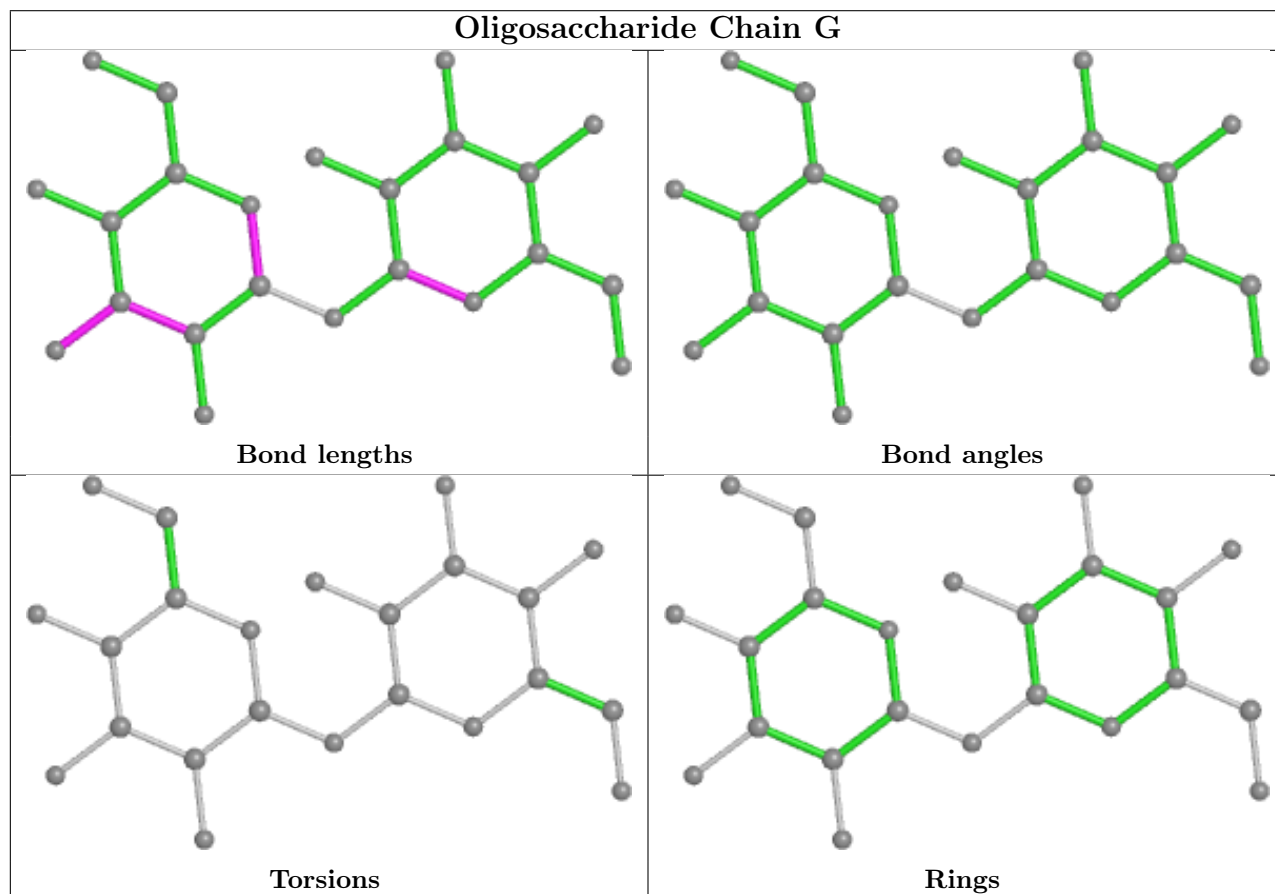 Oligosaccharide Chain G
Bond lengths
Bond angles
Torsions
Rings